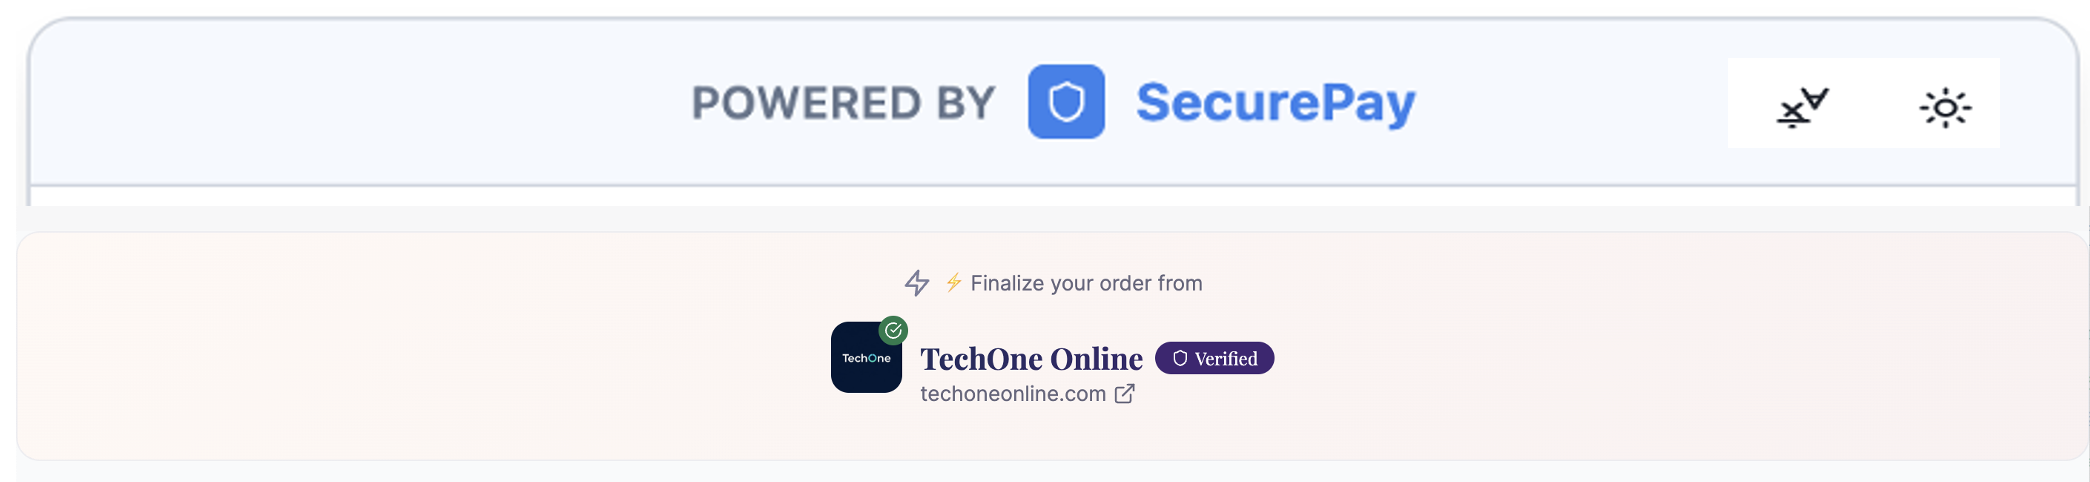 POWERED BY SecurePay
⚡ Finalize your order from
TechOne
TechOne Online Verified
techoneonline.com